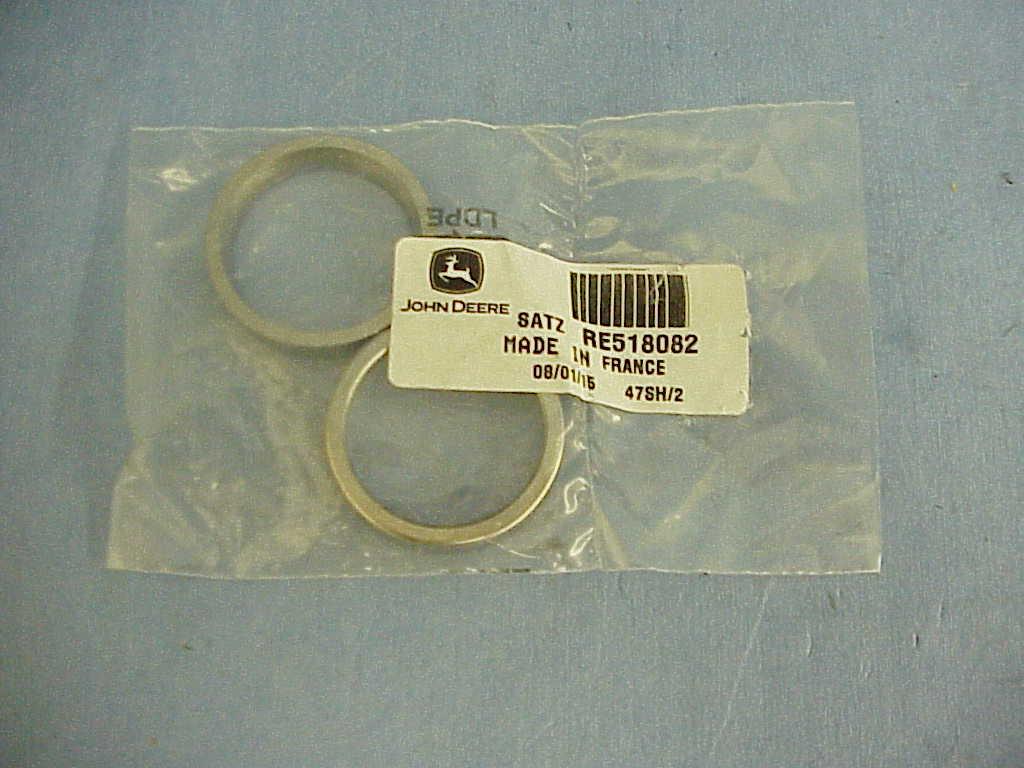 LDPE
JOHN DEERE
SATZ RE518082
MADE IN FRANCE
08/01/15 47SH/2